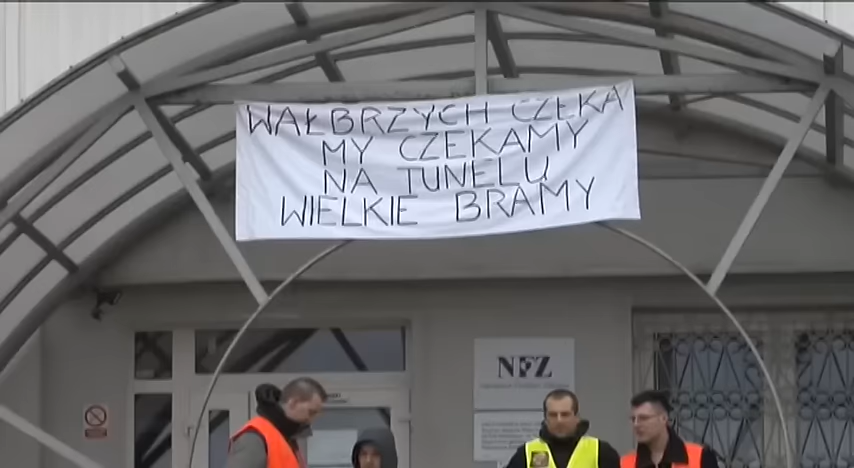 WAŁBRZYCH CZEKA
MY CZEKAMY
NA TUNELU
WIELKIE BRAMY
NFZ